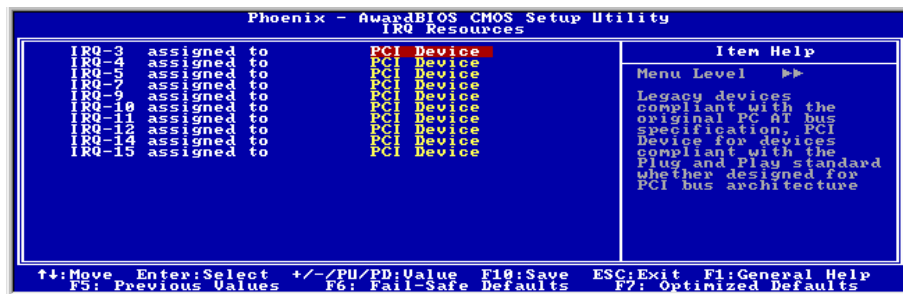 Phoenix - AwardBIOS CMOS Setup Utility
IRQ Resources
IRQ-3 assigned to PCI Device
IRQ-4 assigned to PCI Device
IRQ-5 assigned to PCI Device
IRQ-7 assigned to PCI Device
IRQ-9 assigned to PCI Device
IRQ-10 assigned to PCI Device
IRQ-11 assigned to PCI Device
IRQ-12 assigned to PCI Device
IRQ-14 assigned to PCI Device
IRQ-15 assigned to PCI Device
Item Help
Menu Level ▶▶
Legacy devices
compliant with the
original PC AT bus
specification, PCI
Device for devices
compliant with the
Plug and Play standard
whether designed for
PCI bus architecture
↑↓:Move Enter:Select +/-/PU/PD:Value F10:Save ESC:Exit F1:General Help
F5: Previous Values F6: Fail-Safe Defaults F7: Optimized Defaults